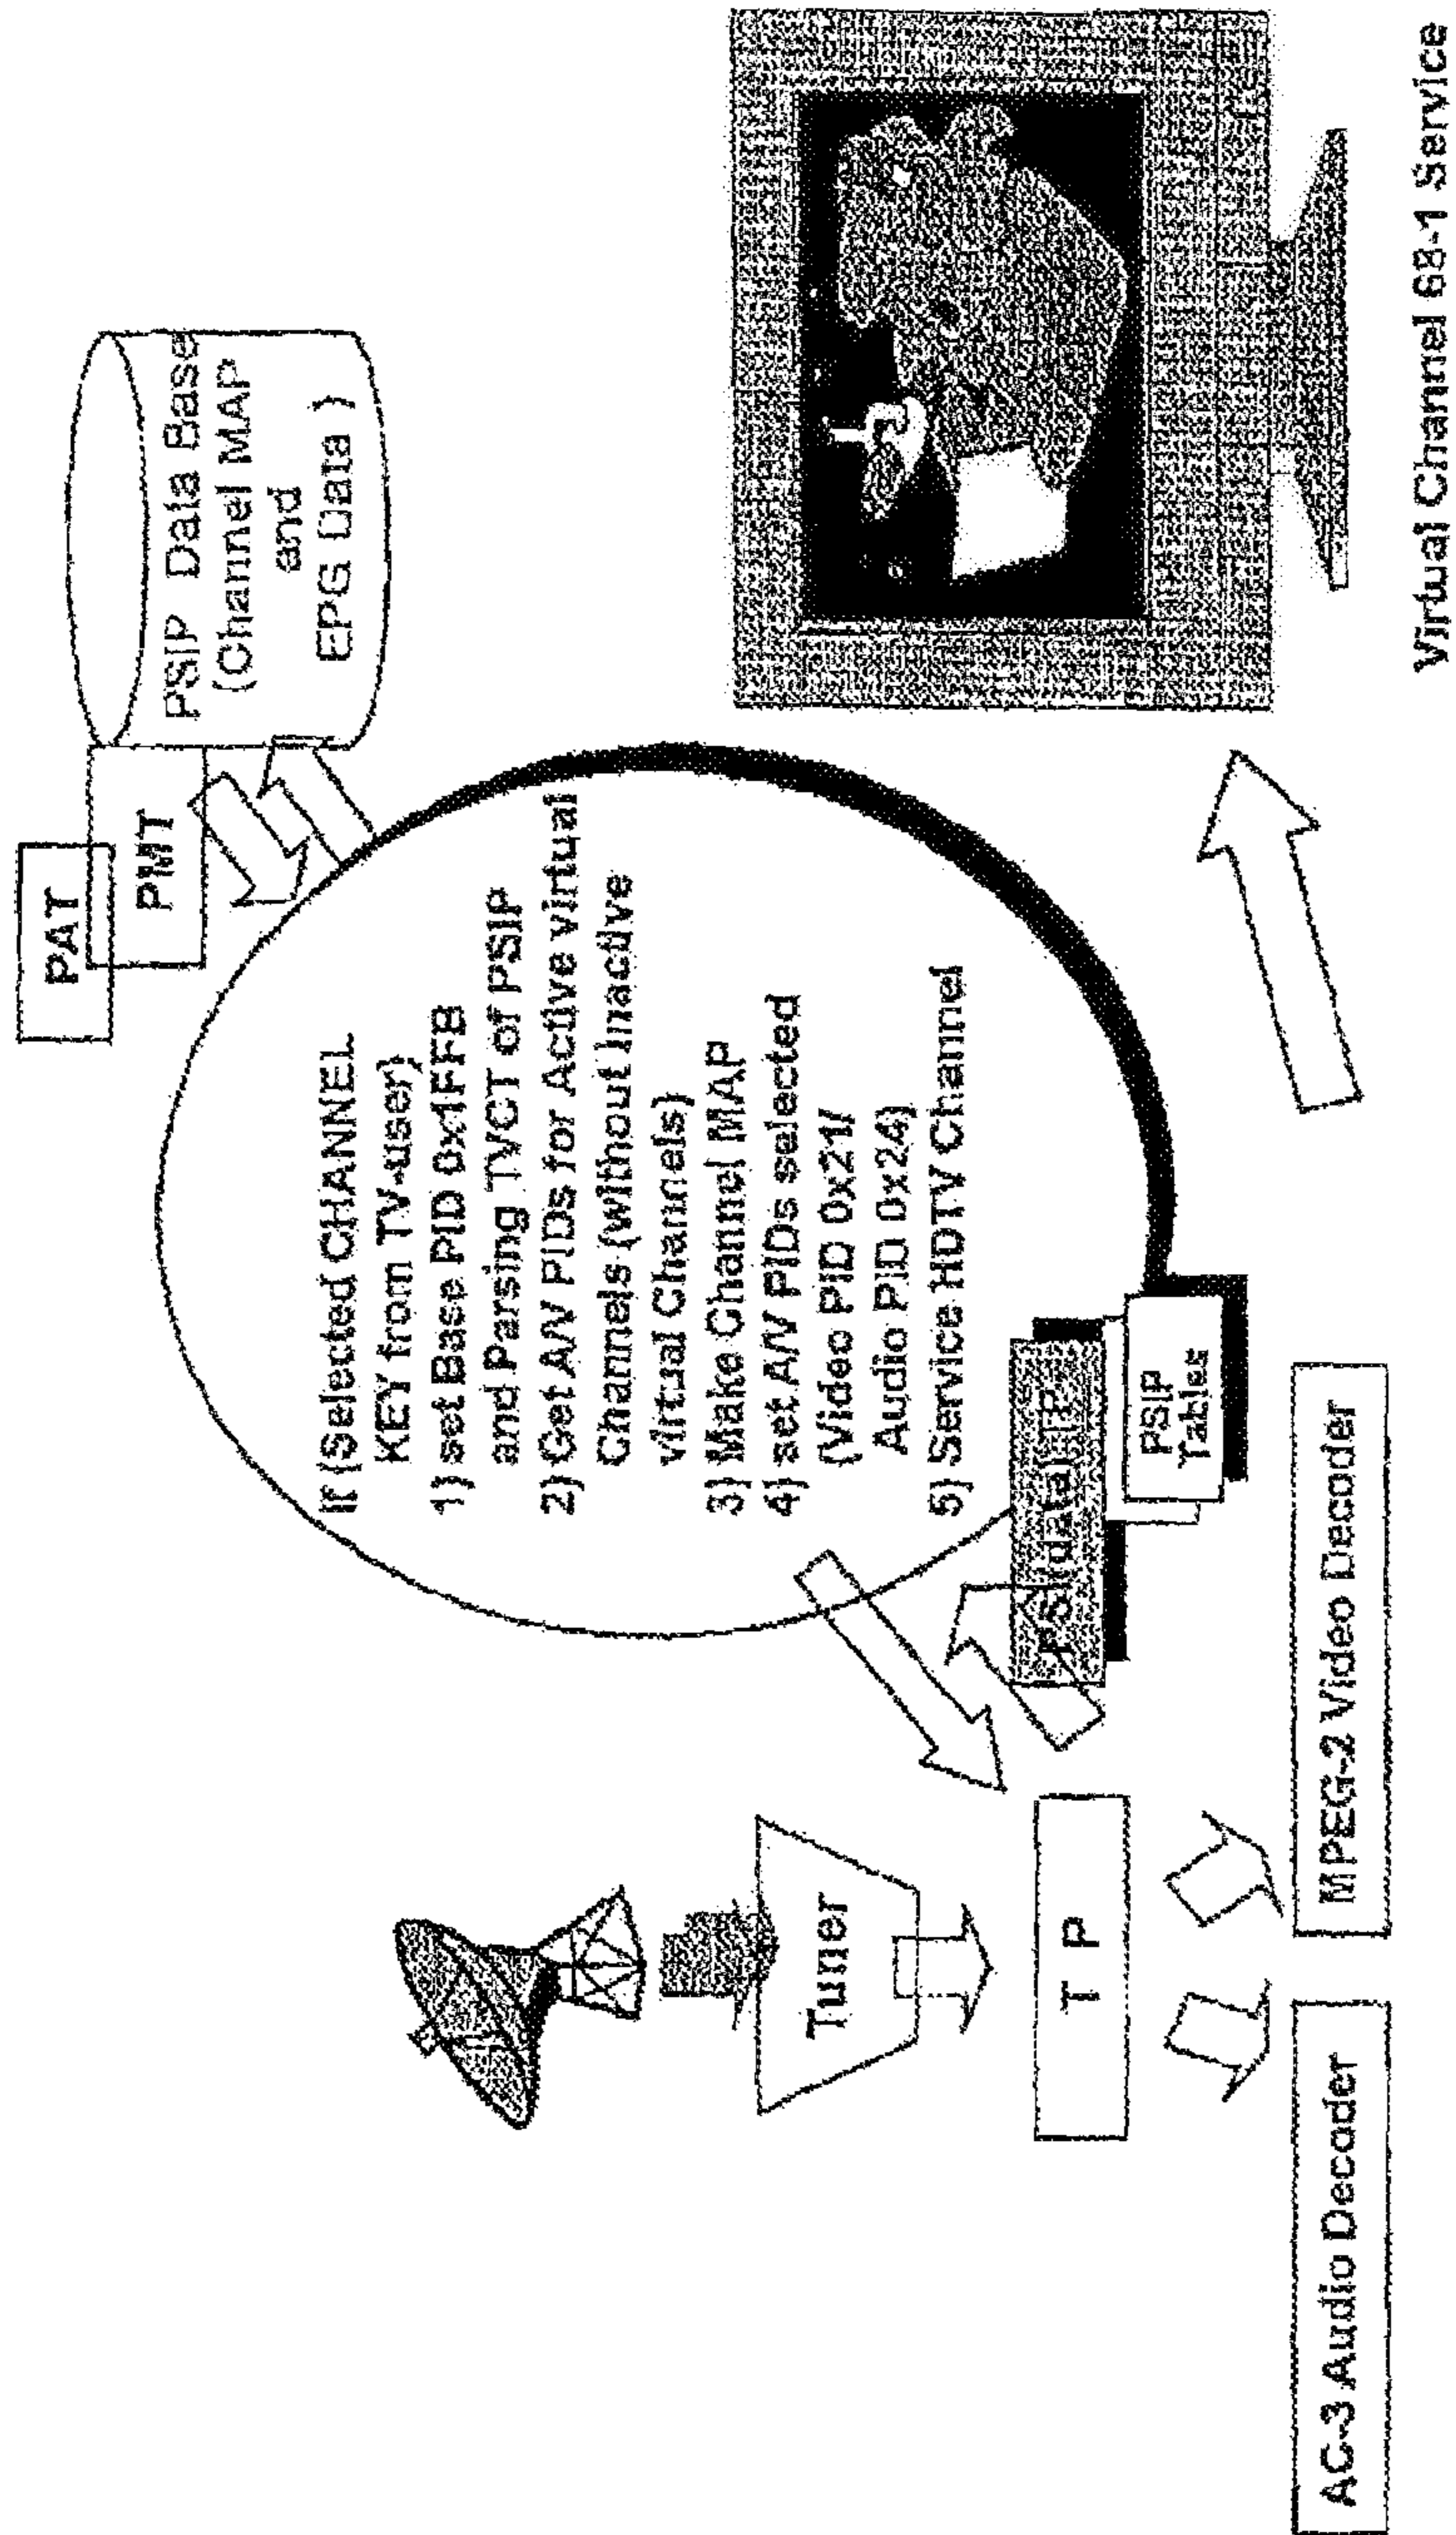 PAT
PMT
PSIP Data Base
(Channel MAP
and
EPG Data )
If (Selected CHANNEL
KEY from TV-user)
1) set Base PID 0x1FFB
and Parsing TVCT of PSIP
2) Get A/V PIDs for Active virtual
Channels (without Inactive
virtual Channels)
3) Make Channel MAP
4) set A/V PIDs selected
(Video PID 0x21/
Audio PID 0x24)
5) Service HDTV Channel
Tuner
T P
PSI data
PSIP
Tables
AC-3 Audio Decoder
MPEG-2 Video Decoder
Virtual Channel 68-1 Service